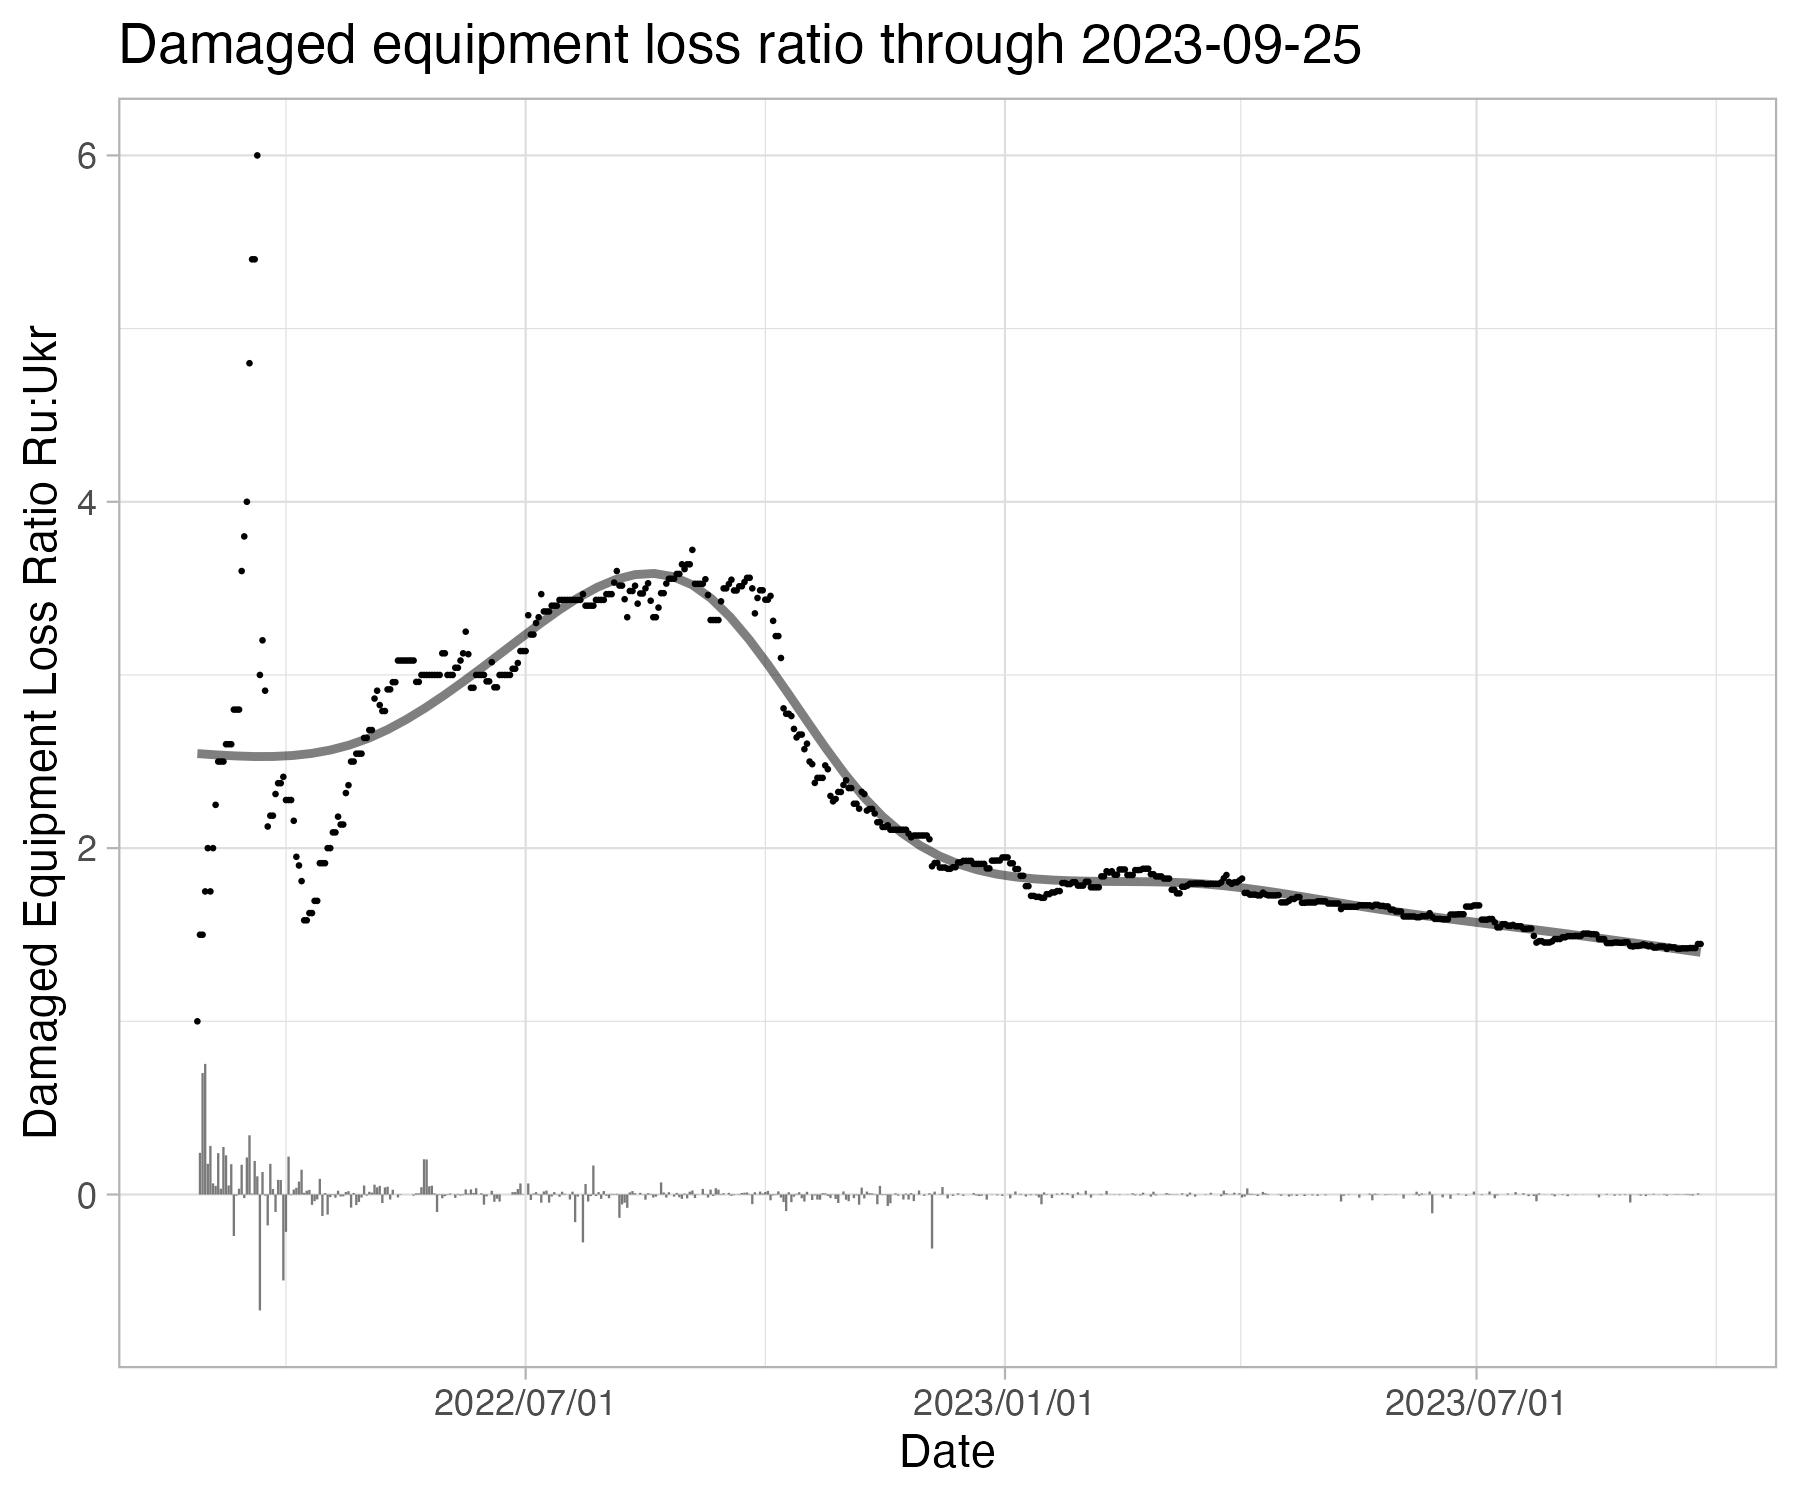 Damaged equipment loss ratio through 2023-09-25
Damaged Equipment Loss Ratio Ru:Ukr
6
4
2
0
2022/07/01
2023/01/01
2023/07/01
Date